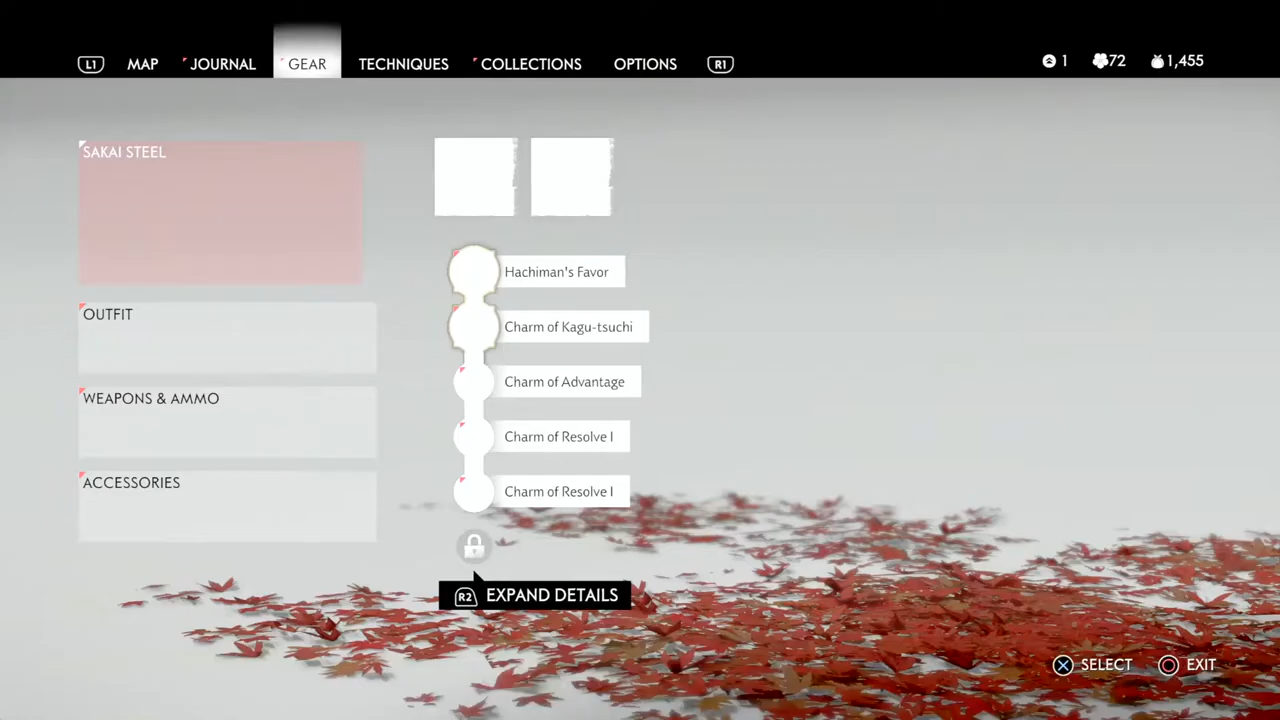 L1 MAP JOURNAL GEAR TECHNIQUES COLLECTIONS OPTIONS R1 1 72 1,455
SAKAI STEEL
OUTFIT
WEAPONS & AMMO
ACCESSORIES
Hachiman's Favor
Charm of Kagu-tsuchi
Charm of Advantage
Charm of Resolve I
Charm of Resolve I
R2 EXPAND DETAILS
SELECT EXIT